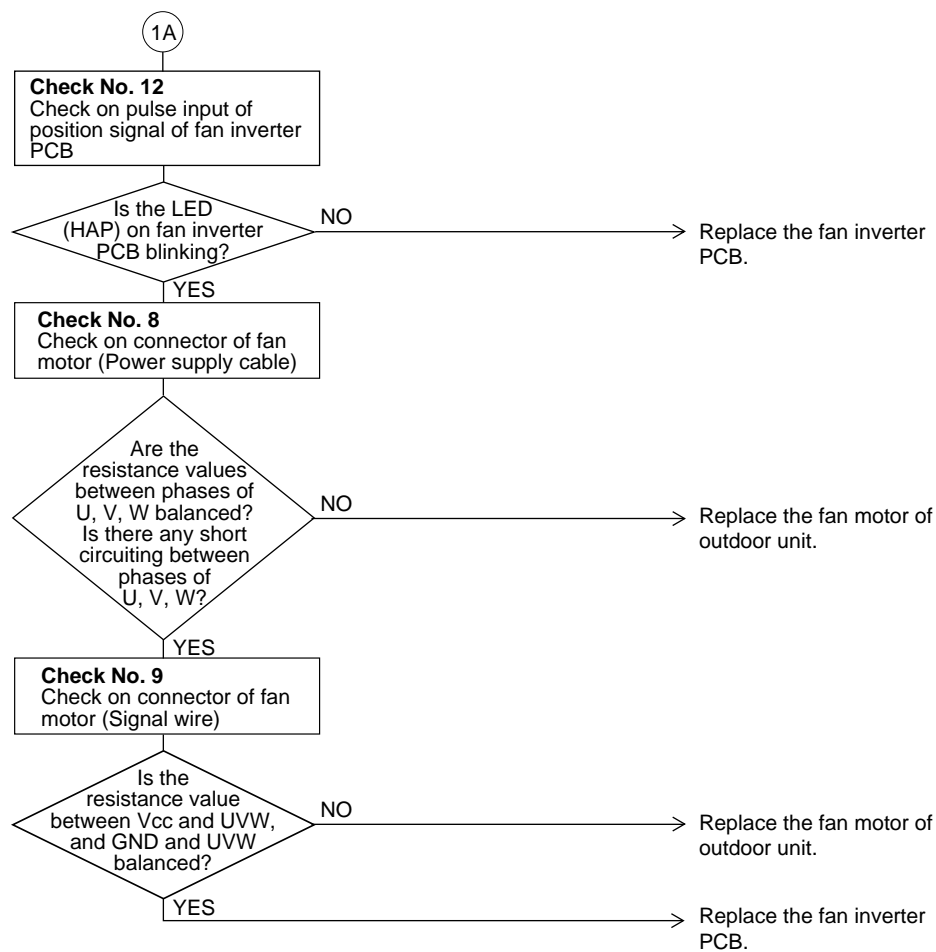 1A
Check No. 12
Check on pulse input of
position signal of fan inverter
PCB
Is the LED
(HAP) on fan inverter
PCB blinking?
NO
Replace the fan inverter
PCB.
YES
Check No. 8
Check on connector of fan
motor (Power supply cable)
Are the
resistance values
between phases of
U, V, W balanced?
Is there any short
circuiting between
phases of
U, V, W?
NO
Replace the fan motor of
outdoor unit.
YES
Check No. 9
Check on connector of fan
motor (Signal wire)
Is the
resistance value
between Vcc and UVW,
and GND and UVW
balanced?
NO
Replace the fan motor of
outdoor unit.
YES
Replace the fan inverter
PCB.